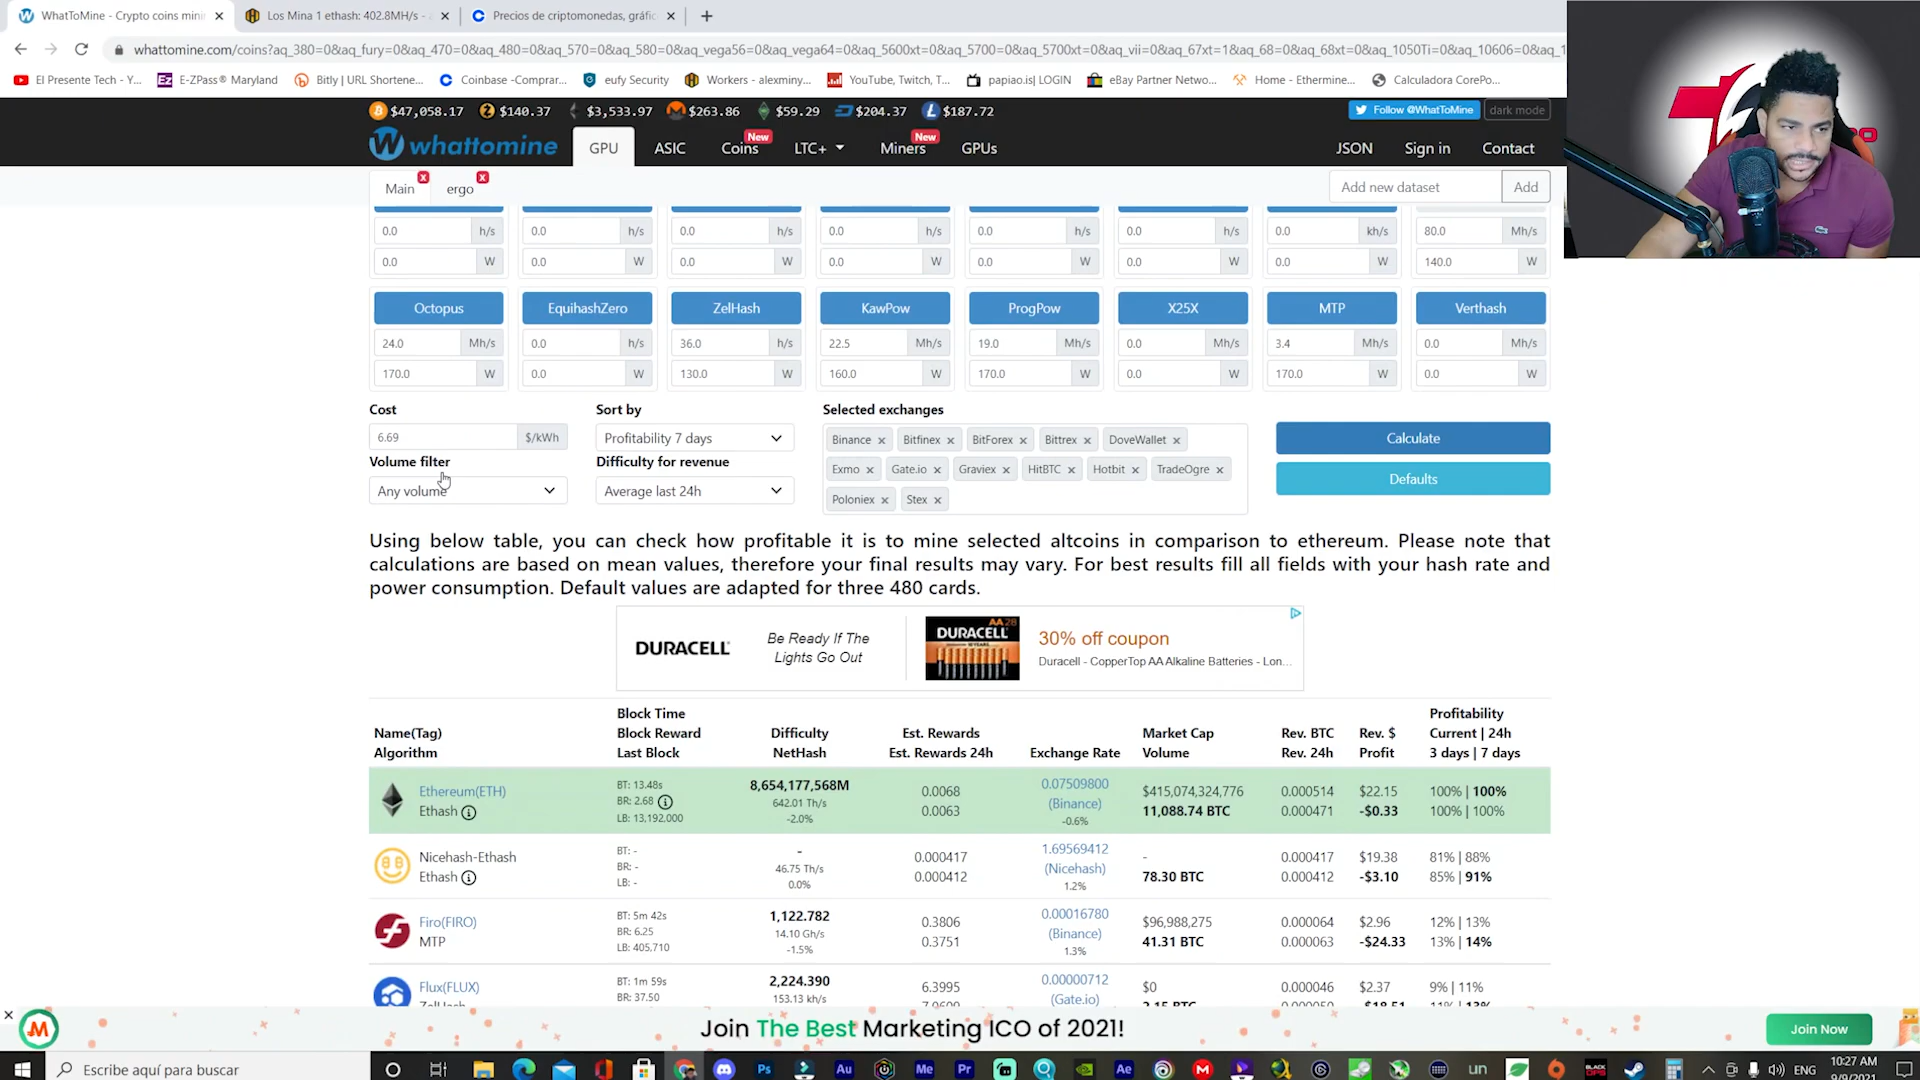 WhatToMine - Crypto coins mini
Los Mina 1 ethash: 402.8MH/s -
Precios de criptomonedas, gráfic
whattomine.com/coins?aq_380=0&aq_fury=0&aq_470=0&aq_480=0&aq_570=0&aq_580=0&aq_vega56=0&aq_vega64=0&aq_5600xt=0&aq_5700=0&aq_5700xt=0&aq_vii=0&aq_67xt=1&aq_68=0&aq_68xt=0&aq_1050Ti=0&aq_10606=0&aq_1
El Presente Tech - Y...
E-ZPass® Maryland
Bitly | URL Shortene...
Coinbase -Comprar...
eufy Security
Workers - alexminy...
YouTube, Twitch, T...
papiao.is| LOGIN
eBay Partner Netwo...
Home - Ethermine...
Calculadora CorePo...
$47,058.17 $140.37 $3,533.97 $263.86 $59.29 $204.37 $187.72
Follow @WhatToMine
dark mode
whattomine
GPU ASIC Coins New LTC+ Miners New GPUs
JSON Sign in Contact
Main x ergo x
Add new dataset Add
0.0 h/s 0.0 h/s 0.0 h/s 0.0 h/s 0.0 h/s 0.0 h/s 0.0 kh/s 80.0 Mh/s
0.0 W 0.0 W 0.0 W 0.0 W 0.0 W 0.0 W 0.0 W 140.0 W
Octopus EquihashZero ZelHash KawPow ProgPow X25X MTP Verthash
24.0 Mh/s 0.0 h/s 36.0 h/s 22.5 Mh/s 19.0 Mh/s 0.0 Mh/s 3.4 Mh/s 0.0 Mh/s
170.0 W 0.0 W 130.0 W 160.0 W 170.0 W 0.0 W 170.0 W 0.0 W
Cost Sort by Selected exchanges
6.69 $/kWh Profitability 7 days
Binance × Bitfinex × BitForex × Bittrex × DoveWallet ×
Calculate
Volume filter Difficulty for revenue
Exmo × Gate.io × Graviex × HitBTC × Hotbit × TradeOgre ×
Defaults
Any volume Average last 24h
Poloniex × Stex ×
Using below table, you can check how profitable it is to mine selected altcoins in comparison to ethereum. Please note that
calculations are based on mean values, therefore your final results may vary. For best results fill all fields with your hash rate and
power consumption. Default values are adapted for three 480 cards.
DURACELL
Be Ready If The
Lights Go Out
AA 28
DURACELL
30% off coupon
Duracell - CopperTop AA Alkaline Batteries - Lon...
Name(Tag)
Algorithm
Block Time
Block Reward
Last Block
Difficulty
NetHash
Est. Rewards
Est. Rewards 24h
Exchange Rate
Market Cap
Volume
Rev. BTC
Rev. 24h
Rev. $
Profit
Profitability
Current | 24h
3 days | 7 days
Ethereum(ETH)
Ethash
BT: 13.48s
BR: 2.68
LB: 13,192.000
8,654,177,568M
642.01 Th/s
-2.0%
0.0068
0.0063
0.07509800
(Binance)
-0.6%
$415,074,324,776
11,088.74 BTC
0.000514
0.000471
$22.15
-$0.33
100% | 100%
100% | 100%
Nicehash-Ethash
Ethash
BT: -
BR: -
LB: -
-
46.75 Th/s
0.0%
0.000417
0.000412
1.69569412
(Nicehash)
1.2%
-
78.30 BTC
0.000417
0.000412
$19.38
-$3.10
81% | 88%
85% | 91%
Firo(FIRO)
MTP
BT: 5m 42s
BR: 6.25
LB: 405,710
1,122.782
14.10 Gh/s
-1.5%
0.3806
0.3751
0.00016780
(Binance)
1.3%
$96,988,275
41.31 BTC
0.000064
0.000063
$2.96
-$24.33
12% | 13%
13% | 14%
Flux(FLUX)
BT: 1m 59s
BR: 37.50
2,224.390
153.13 kh/s
6.3995
0.00000712
(Gate.io)
$0
0.000046
$2.37
9% | 11%
Join The Best Marketing ICO of 2021!
Join Now
Escribe aquí para buscar
Ps Au Me Pr Ae
ENG
10:27 AM
9/9/2021